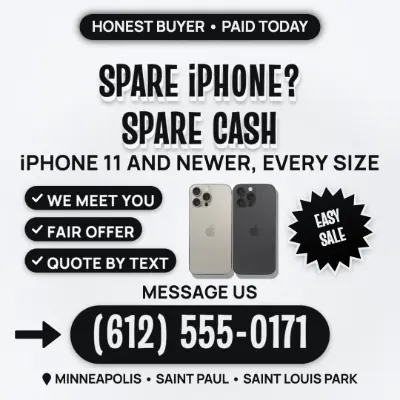 HONEST BUYER • PAID TODAY
SPARE iPHONE?
SPARE CASH
iPHONE 11 AND NEWER, EVERY SIZE
✓ WE MEET YOU
✓ FAIR OFFER
✓ QUOTE BY TEXT
EASY
SALE
MESSAGE US
(612) 555-0171
MINNEAPOLIS • SAINT PAUL • SAINT LOUIS PARK